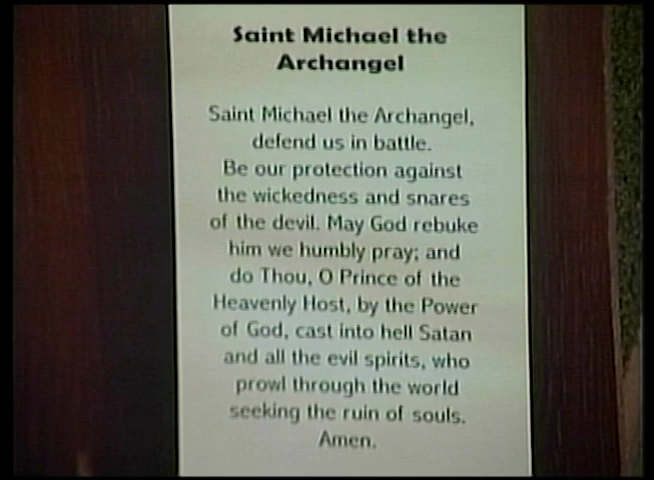 Saint Michael the
Archangel
Saint Michael the Archangel,
defend us in battle.
Be our protection against
the wickedness and snares
of the devil. May God rebuke
him we humbly pray; and
do Thou, O Prince of the
Heavenly Host, by the Power
of God, cast into hell Satan
and all the evil spirits, who
prowl through the world
seeking the ruin of souls.
Amen.